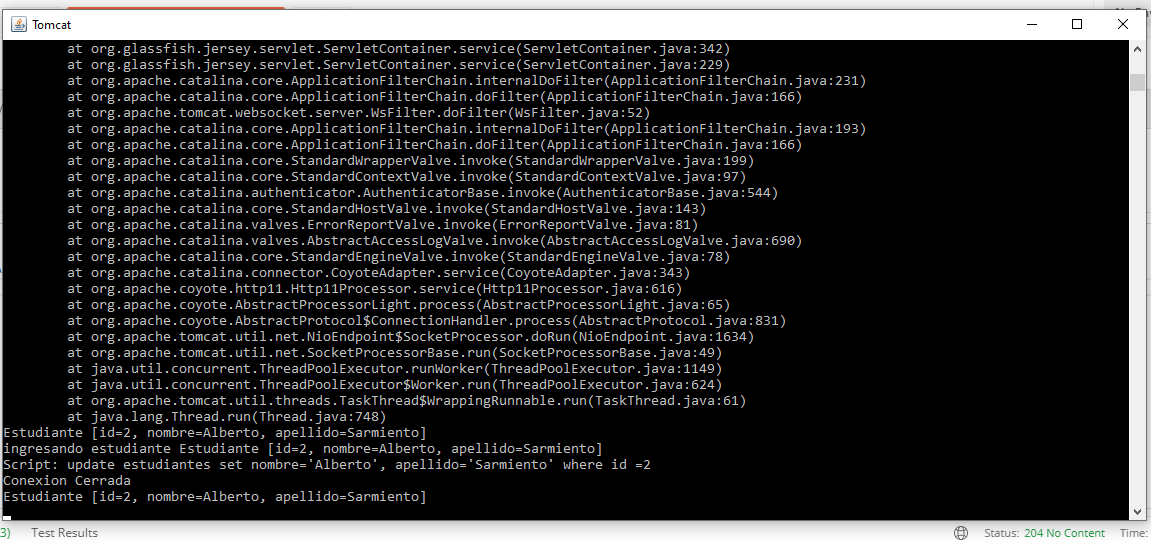 Tomcat
at org.glassfish.jersey.servlet.ServletContainer.service(ServletContainer.java:342)
at org.glassfish.jersey.servlet.ServletContainer.service(ServletContainer.java:229)
at org.apache.catalina.core.ApplicationFilterChain.internalDoFilter(ApplicationFilterChain.java:231)
at org.apache.catalina.core.ApplicationFilterChain.doFilter(ApplicationFilterChain.java:166)
at org.apache.tomcat.websocket.server.WsFilter.doFilter(WsFilter.java:52)
at org.apache.catalina.core.ApplicationFilterChain.internalDoFilter(ApplicationFilterChain.java:193)
at org.apache.catalina.core.ApplicationFilterChain.doFilter(ApplicationFilterChain.java:166)
at org.apache.catalina.core.StandardWrapperValve.invoke(StandardWrapperValve.java:199)
at org.apache.catalina.core.StandardContextValve.invoke(StandardContextValve.java:97)
at org.apache.catalina.authenticator.AuthenticatorBase.invoke(AuthenticatorBase.java:544)
at org.apache.catalina.core.StandardHostValve.invoke(StandardHostValve.java:143)
at org.apache.catalina.valves.ErrorReportValve.invoke(ErrorReportValve.java:81)
at org.apache.catalina.valves.AbstractAccessLogValve.invoke(AbstractAccessLogValve.java:690)
at org.apache.catalina.core.StandardEngineValve.invoke(StandardEngineValve.java:78)
at org.apache.catalina.connector.CoyoteAdapter.service(CoyoteAdapter.java:343)
at org.apache.coyote.http11.Http11Processor.service(Http11Processor.java:616)
at org.apache.coyote.AbstractProcessorLight.process(AbstractProcessorLight.java:65)
at org.apache.coyote.AbstractProtocol$ConnectionHandler.process(AbstractProtocol.java:831)
at org.apache.tomcat.util.net.NioEndpoint$SocketProcessor.doRun(NioEndpoint.java:1634)
at org.apache.tomcat.util.net.SocketProcessorBase.run(SocketProcessorBase.java:49)
at java.util.concurrent.ThreadPoolExecutor.runWorker(ThreadPoolExecutor.java:1149)
at java.util.concurrent.ThreadPoolExecutor$Worker.run(ThreadPoolExecutor.java:624)
at org.apache.tomcat.util.threads.TaskThread$WrappingRunnable.run(TaskThread.java:61)
at java.lang.Thread.run(Thread.java:748)
Estudiante [id=2, nombre=Alberto, apellido=Sarmiento]
ingresando estudiante Estudiante [id=2, nombre=Alberto, apellido=Sarmiento]
Script: update estudiantes set nombre='Alberto', apellido='Sarmiento' where id =2
Conexion Cerrada
Estudiante [id=2, nombre=Alberto, apellido=Sarmiento]
3) Test Results Status: 204 No Content Time: